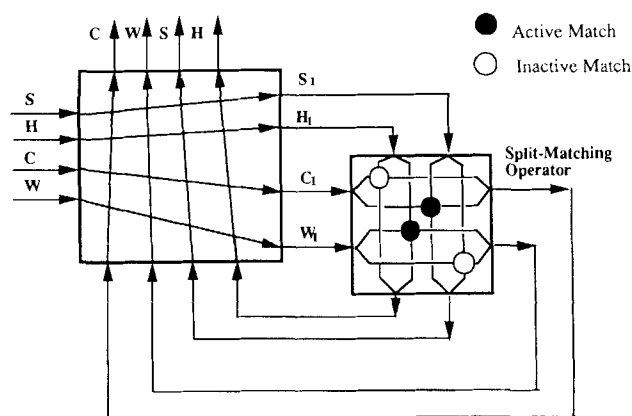 C W S H
Active Match
Inactive Match
S
H
C
W
S1
H1
C1
W1
Split-Matching
Operator